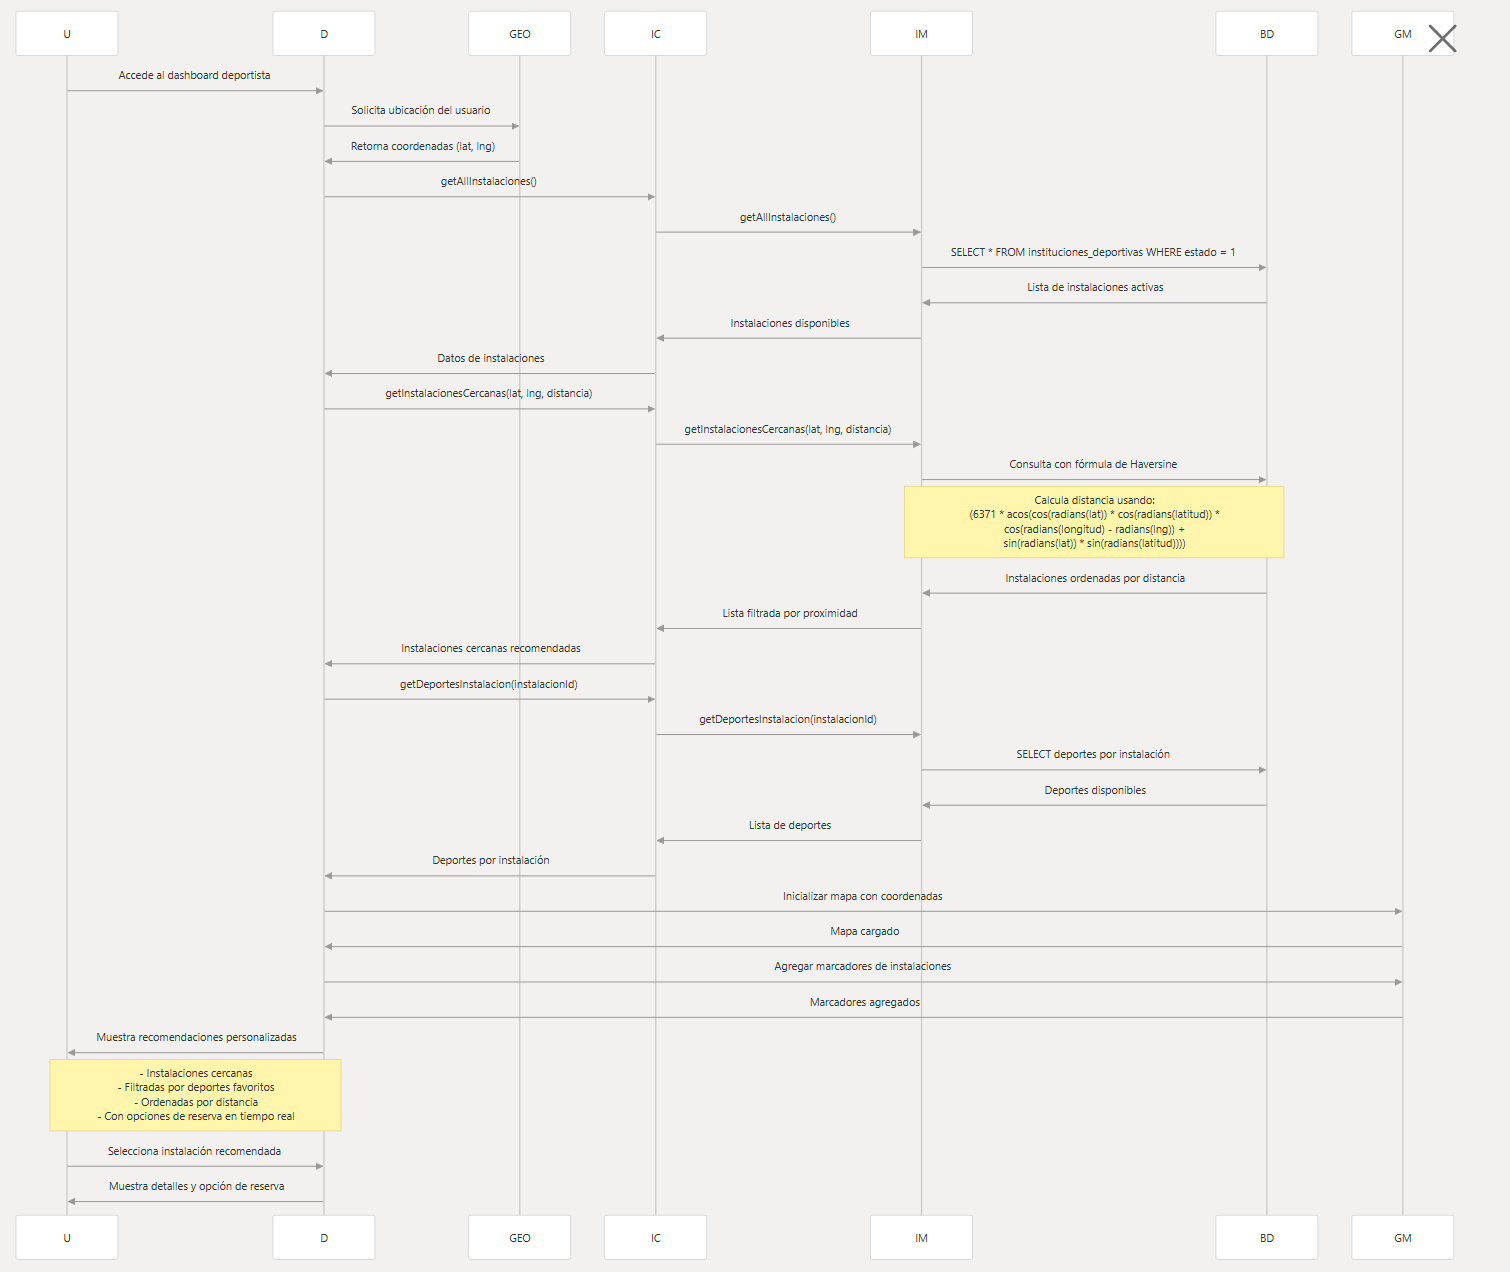 U
D
GEO
IC
IM
BD
GM
Accede al dashboard deportista
Solicita ubicación del usuario
Retorna coordenadas (lat, lng)
getAllInstalaciones()
getAllInstalaciones()
SELECT * FROM instituciones_deportivas WHERE estado = 1
Lista de instalaciones activas
Instalaciones disponibles
Datos de instalaciones
getInstalacionesCercanas(lat, lng, distancia)
getInstalacionesCercanas(lat, lng, distancia)
Consulta con fórmula de Haversine
Calcula distancia usando:
(6371 * acos(cos(radians(lat)) * cos(radians(latitud)) *
cos(radians(longitud) - radians(lng)) +
sin(radians(lat)) * sin(radians(latitud))))
Instalaciones ordenadas por distancia
Lista filtrada por proximidad
Instalaciones cercanas recomendadas
getDeportesInstalacion(instalacionId)
getDeportesInstalacion(instalacionId)
SELECT deportes por instalación
Deportes disponibles
Lista de deportes
Deportes por instalación
Inicializar mapa con coordenadas
Mapa cargado
Agregar marcadores de instalaciones
Marcadores agregados
Muestra recomendaciones personalizadas
- Instalaciones cercanas
- Filtradas por deportes favoritos
- Ordenadas por distancia
- Con opciones de reserva en tiempo real
Selecciona instalación recomendada
Muestra detalles y opción de reserva
U
D
GEO
IC
IM
BD
GM